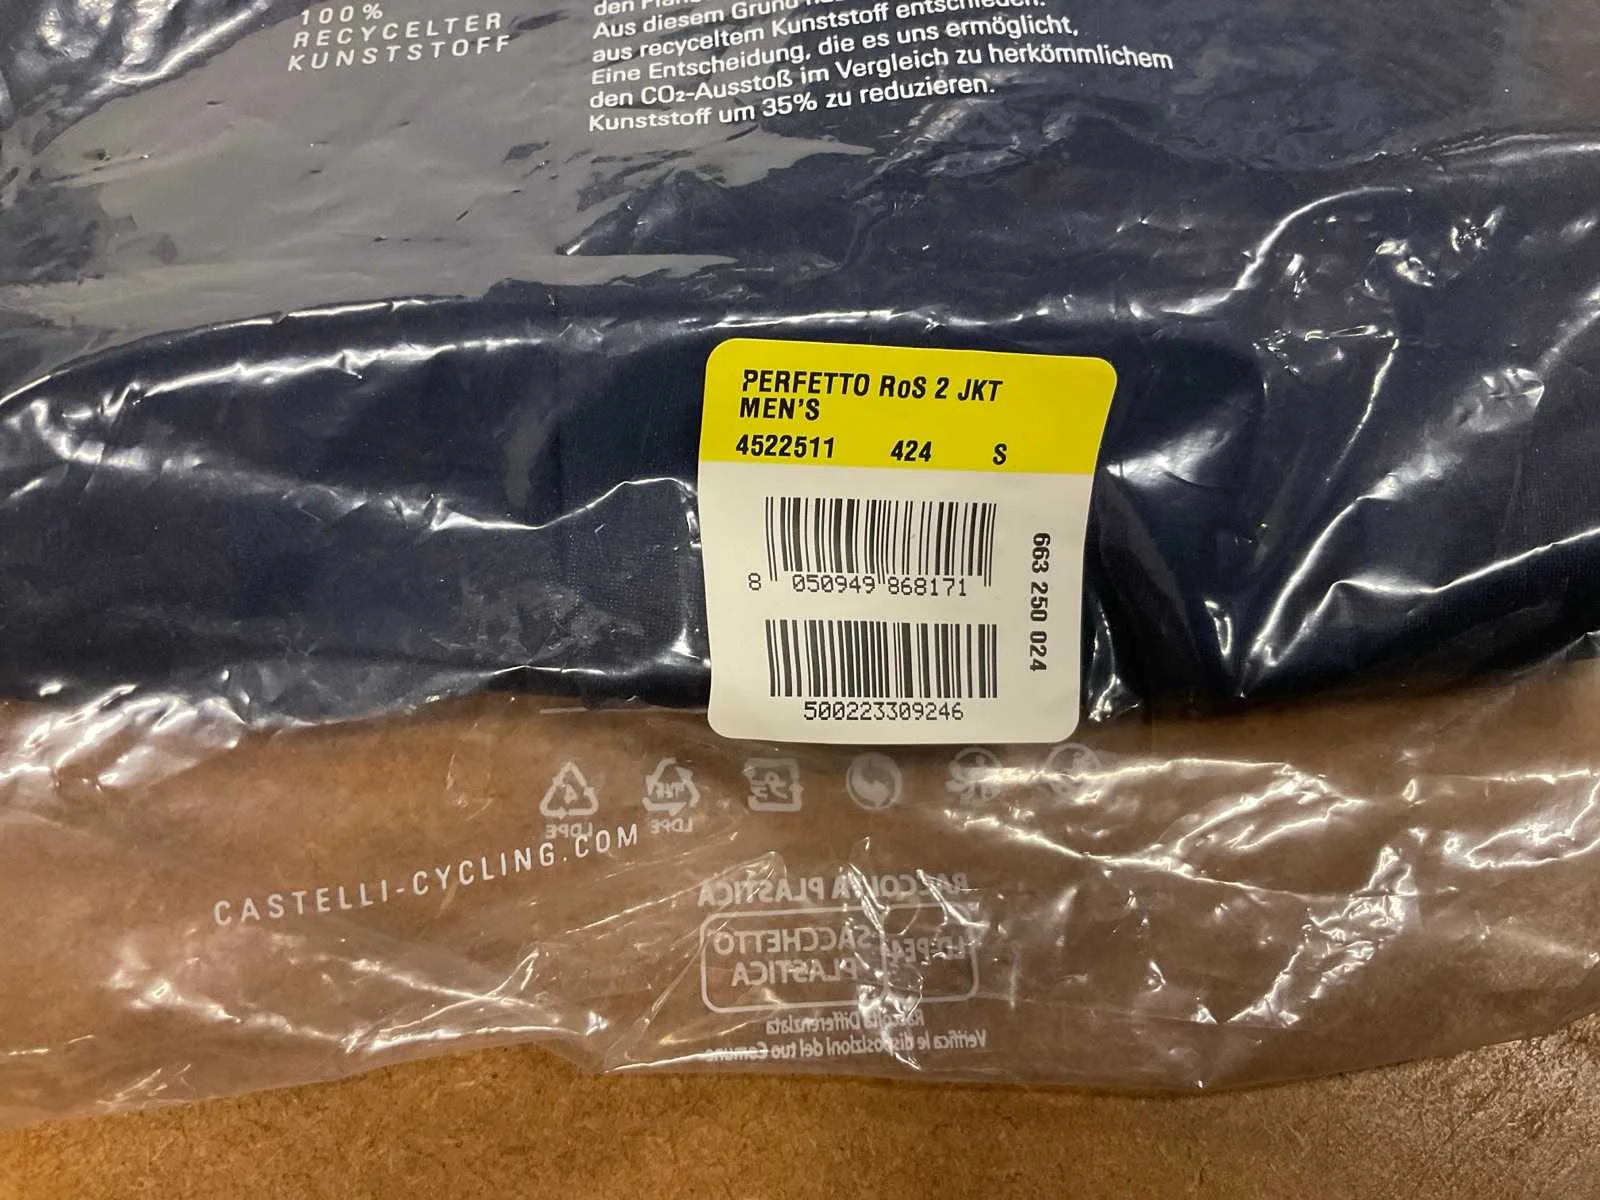 100%
RECYCELTER
KUNSTSTOFF
den
Aus diesem Grund
aus recyceltem Kunststoff entschieden.
Eine Entscheidung, die es uns ermöglicht,
den CO₂-Ausstoß im Vergleich zu herkömmlichem
Kunststoff um 35% zu reduzieren.
PERFETTO RoS 2 JKT
MEN'S
4522511 424 S
8 050949 868171
663 250 024
500223309246
LDPE LDPE
CASTELLI-CYCLING.COM
RACCOLTA PLASTICA
SACCHETTO
PLASTICA
Raccolta Differenziata
Verifica le disposizioni del tuo Comune